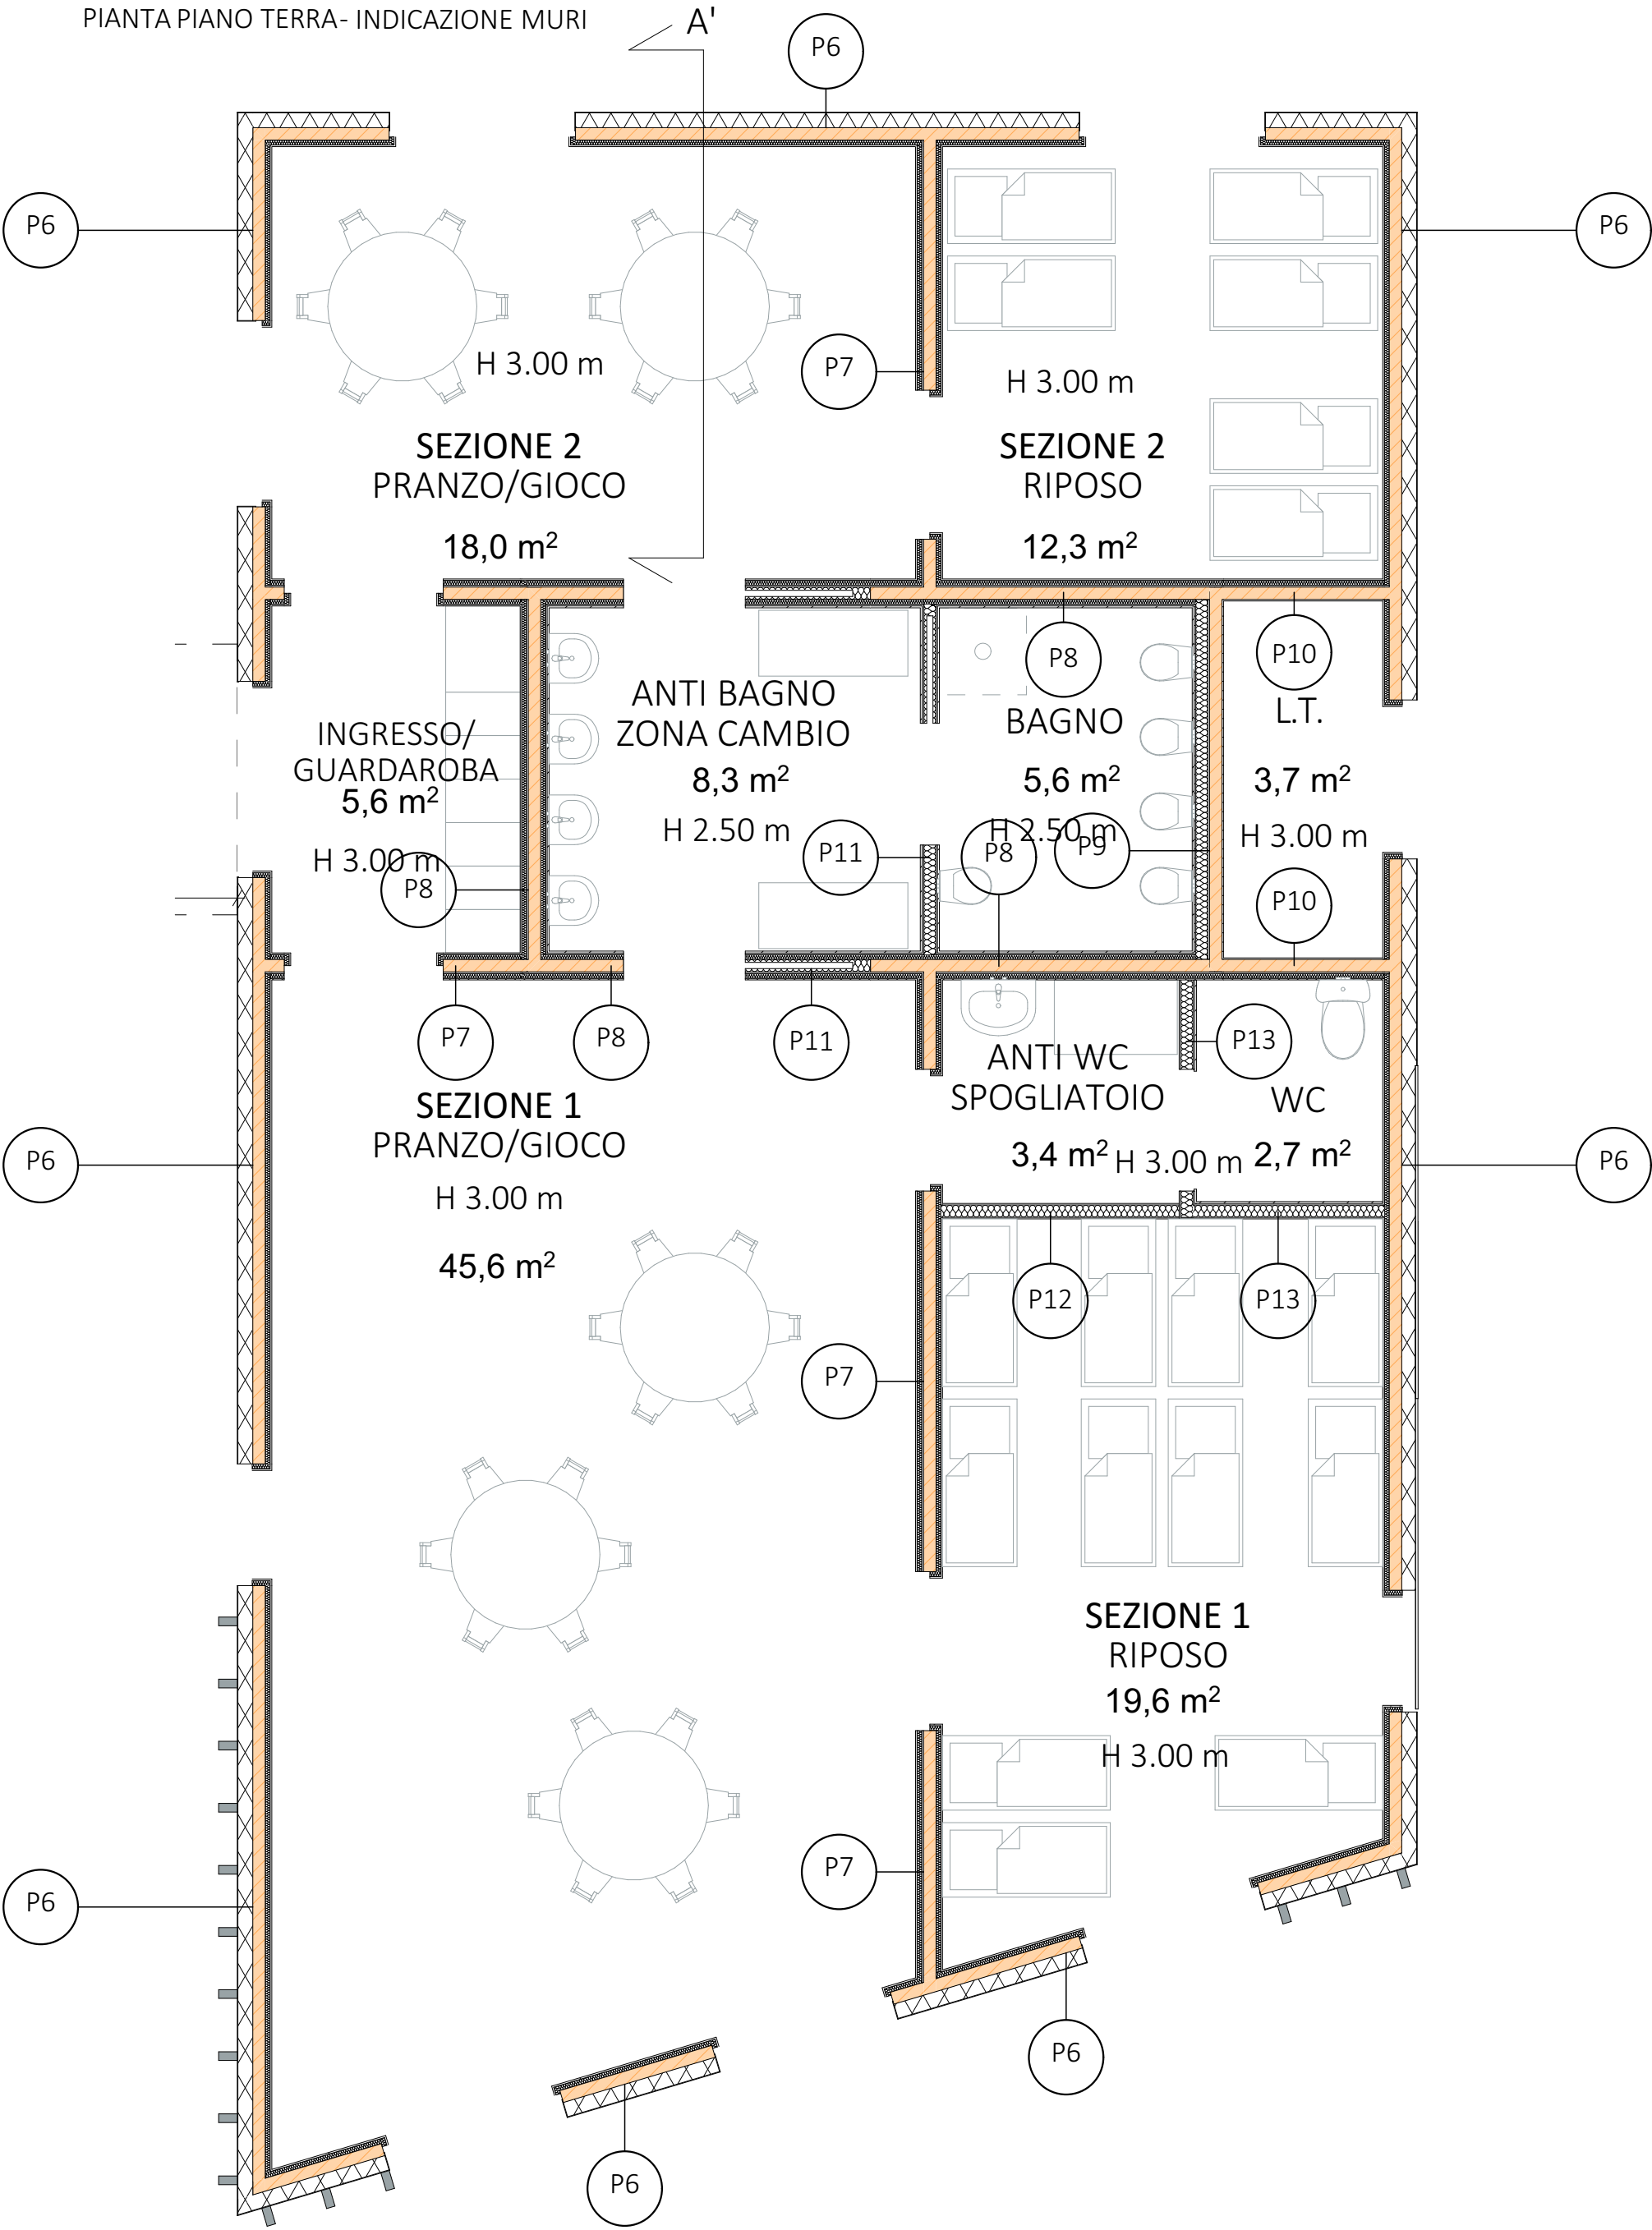 PIANTA PIANO TERRA- INDICAZIONE MURI
A'
P6
P6
P6
H 3.00 m
P7
H 3.00 m
SEZIONE 2
PRANZO/GIOCO
18,0 m²
SEZIONE 2
RIPOSO
12,3 m²
P8
P10
INGRESSO/
GUARDAROBA
5,6 m²
H 3.00 m
P8
ANTI BAGNO
ZONA CAMBIO
8,3 m²
H 2.50 m
P11
BAGNO
5,6 m²
H 2.50 m
P8
P9
L.T.
3,7 m²
H 3.00 m
P10
P7
P8
P11
P13
ANTI WC
SPOGLIATOIO
3,4 m²
H 3.00 m
WC
2,7 m²
SEZIONE 1
PRANZO/GIOCO
H 3.00 m
45,6 m²
P6
P6
P12
P13
P7
SEZIONE 1
RIPOSO
19,6 m²
H 3.00 m
P7
P6
P6
P6